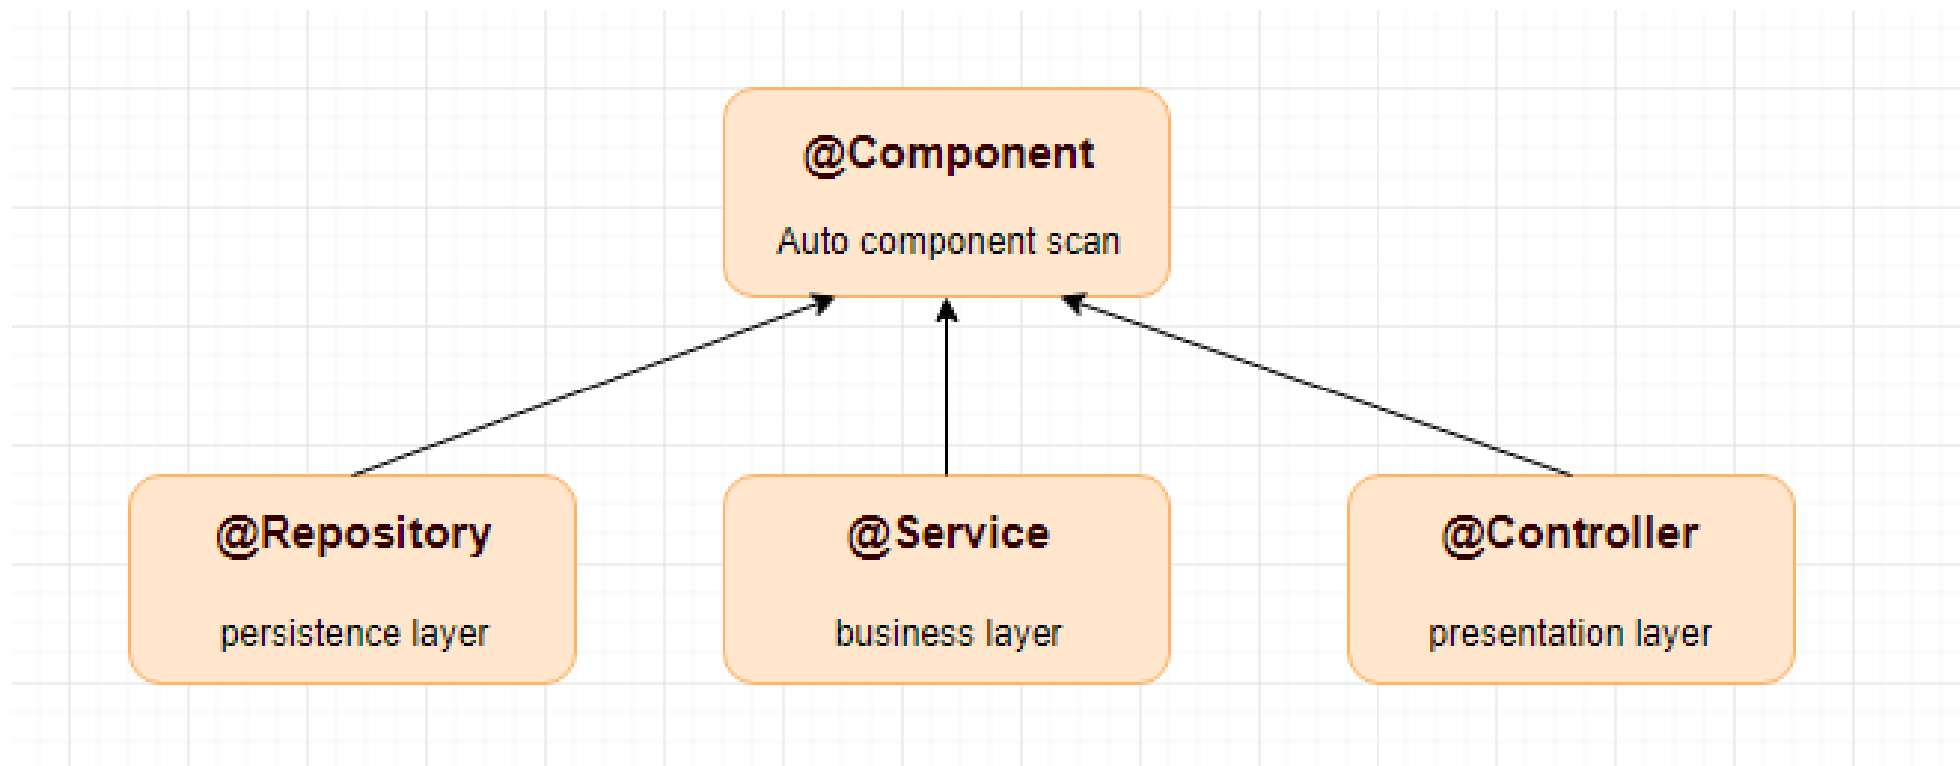 @Component
Auto component scan
@Repository
persistence layer
@Service
business layer
@Controller
presentation layer